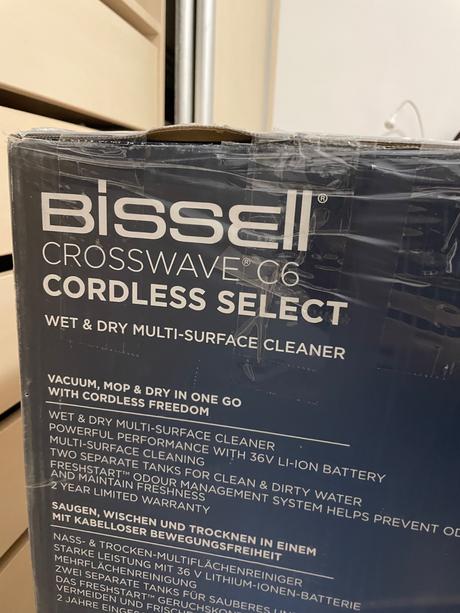 BISSELL®
CROSSWAVE® C6
CORDLESS SELECT
WET & DRY MULTI-SURFACE CLEANER
VACUUM, MOP & DRY IN ONE GO
WITH CORDLESS FREEDOM
WET & DRY MULTI-SURFACE CLEANER
POWERFUL PERFORMANCE WITH 36V LI-ION BATTERY
MULTI-SURFACE CLEANING
TWO SEPARATE TANKS FOR CLEAN & DIRTY WATER
FRESHSTART™ ODOUR MANAGEMENT SYSTEM HELPS PREVENT
AND MAINTAIN FRESHNESS
2 YEAR LIMITED WARRANTY
SAUGEN, WISCHEN UND TROCKNEN IN EINEM
MIT KABELLOSER BEWEGUNGSFREIHEIT
NASS- & TROCKEN-MULTIFLÄCHENREINIGER
STARKE LEISTUNG MIT 36 V LITHIUM-IONEN-BATTERIE
MEHRFLÄCHENREINIGUNG
ZWEI SEPARATE TANKS FÜR SAUBERES
DAS FRESHSTART™
VERMEIDEN UND
2 JAHRE